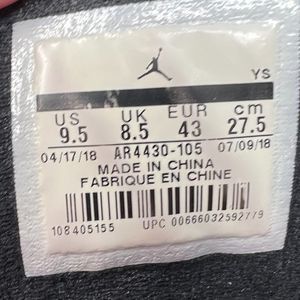 YS
US UK EUR cm
9.5 8.5 43 27.5
04/17/18 AR4430-105 07/09/18
MADE IN CHINA
FABRIQUE EN CHINE
108405155 UPC 00666032592779